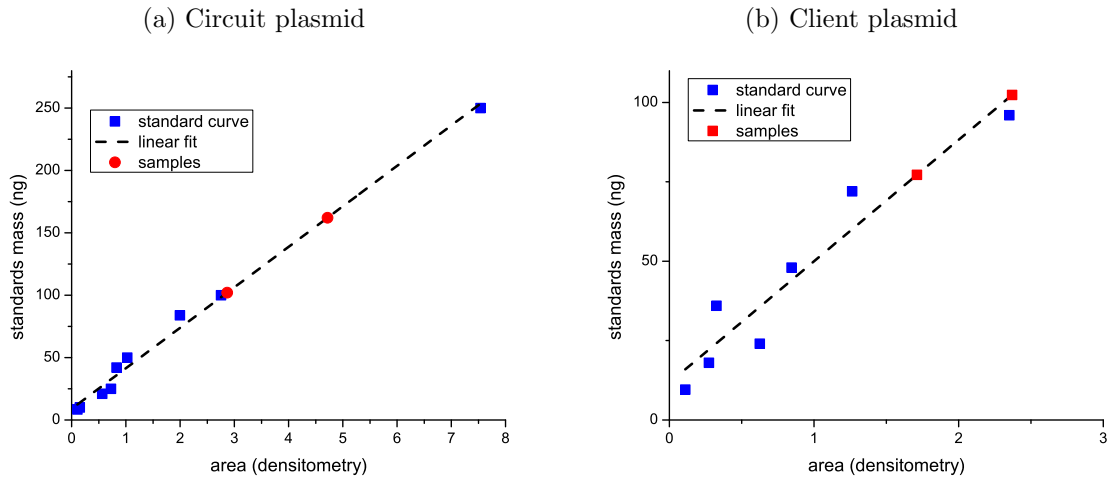 (a) Circuit plasmid
standards mass (ng)
250
200
150
100
50
0
standard curve
linear fit
samples
0 1 2 3 4 5 6 7 8
area (densitometry)
(b) Client plasmid
standards mass (ng)
100
50
0
standard curve
linear fit
samples
0 1 2 3
area (densitometry)